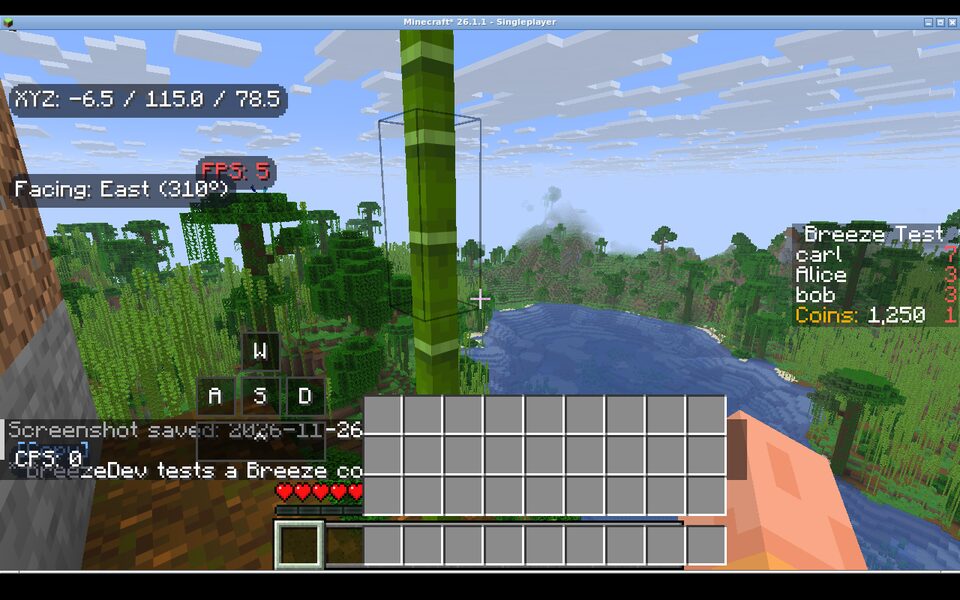 Minecraft* 26.1.1 - Singleplayer
XYZ: -6.5 / 115.0 / 78.5
FPS: 5
Facing: East (310°)
Breeze Test
carl 7
Alice 3
bob 3
Coins: 1,250 1
W
A S D
Screenshot saved: 2026-11-26
CPS: 0
BreezeDev tests a Breeze co